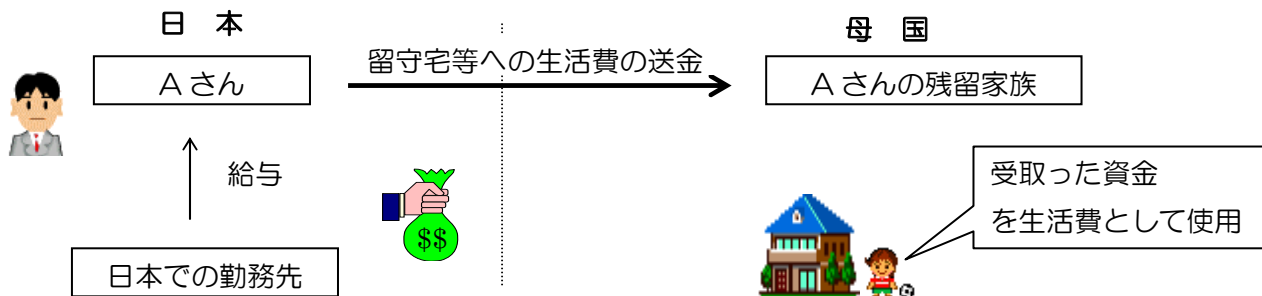 日 本
母 国
留守宅等への生活費の送金
Aさん
Aさんの残留家族
給与
受取った資金
を生活費として使用
$$
日本での勤務先